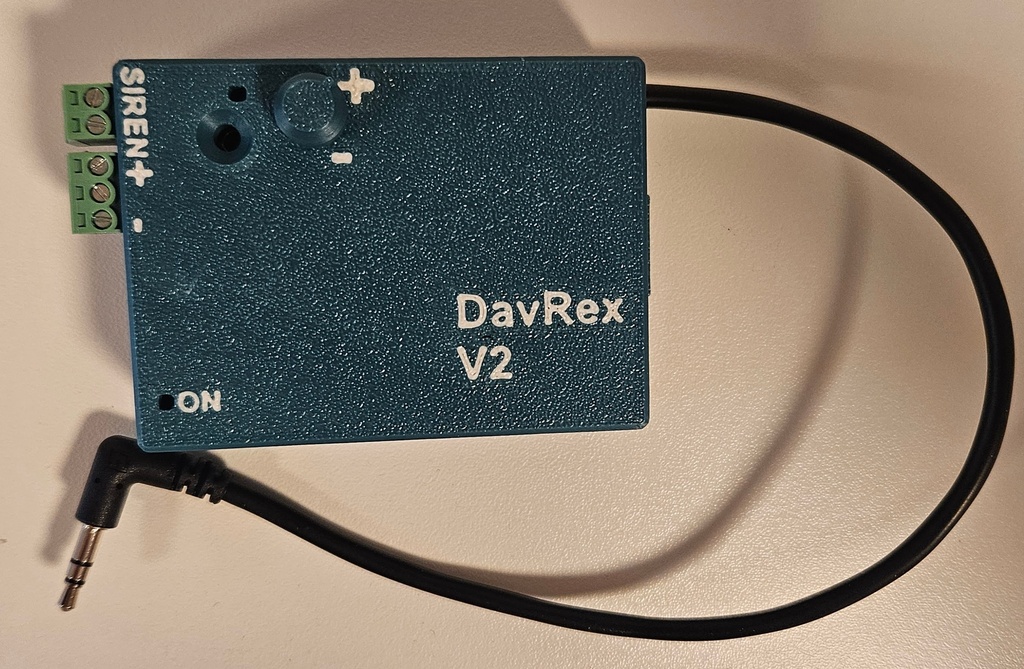 SIREN
+
-
+
-
DavRex
V2
ON